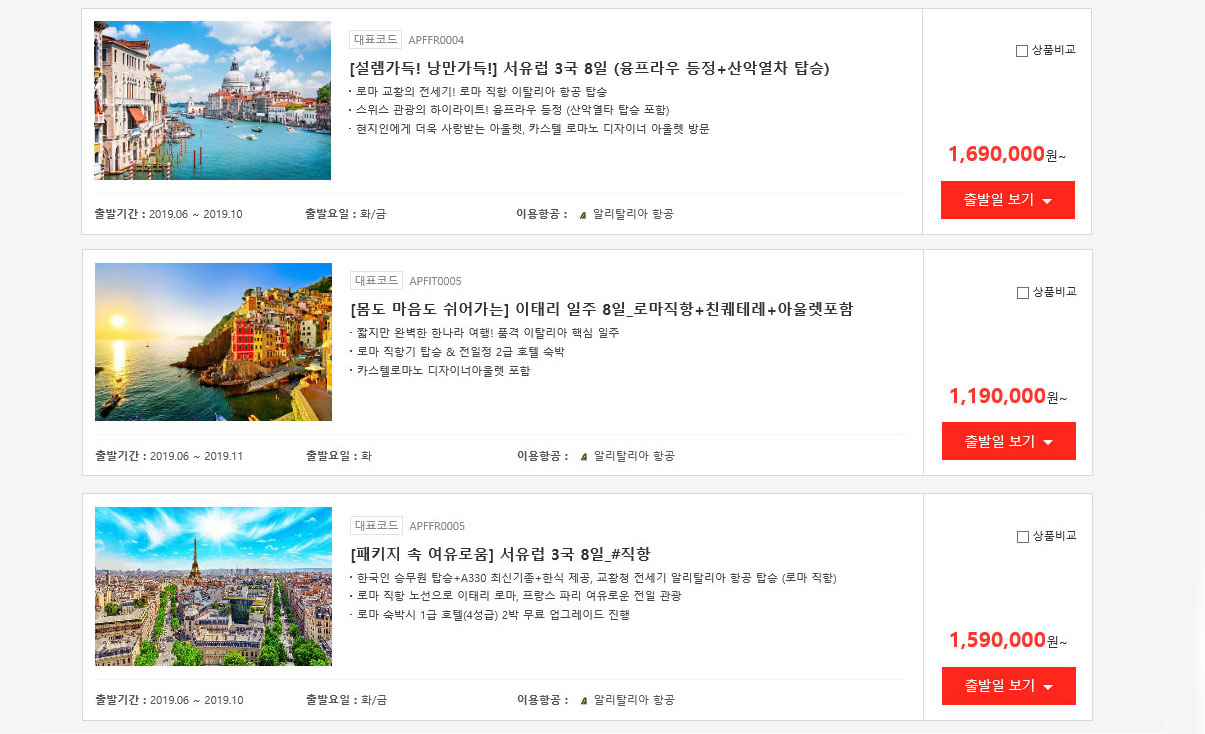 대표코드 APFFR0004
상품비교
[설렘가득! 낭만가득!] 서유럽 3국 8일 (융프라우 등정+산악열차 탑승)
· 로마 교황의 전세기! 로마 직항 이탈리아 항공 탑승
· 스위스 관광의 하이라이트! 융프라우 등정 (산악열타 탑승 포함)
· 현지인에게 더욱 사랑받는 아울렛, 카스텔 로마노 디자이너 아울렛 방문
1,690,000원~
출발일 보기
출발기간 : 2019.06 ~ 2019.10 출발요일 : 화/금 이용항공 : 알리탈리아 항공
대표코드 APFIT0005
상품비교
[몸도 마음도 쉬어가는] 이태리 일주 8일_로마직항+친퀘테레+아울렛포함
· 짧지만 완벽한 한나라 여행! 품격 이탈리아 핵심 일주
· 로마 직항기 탑승 & 전일정 2급 호텔 숙박
· 카스텔로마노 디자이너아울렛 포함
1,190,000원~
출발일 보기
출발기간 : 2019.06 ~ 2019.11 출발요일 : 화 이용항공 : 알리탈리아 항공
대표코드 APFFR0005
상품비교
[패키지 속 여유로움] 서유럽 3국 8일_#직항
· 한국인 승무원 탑승+A330 최신기종+한식 제공, 교황청 전세기 알리탈리아 항공 탑승 (로마 직항)
· 로마 직항 노선으로 이태리 로마, 프랑스 파리 여유로운 전일 관광
· 로마 숙박시 1급 호텔(4성급) 2박 무료 업그레이드 진행
1,590,000원~
출발일 보기
출발기간 : 2019.06 ~ 2019.10 출발요일 : 화/금 이용항공 : 알리탈리아 항공